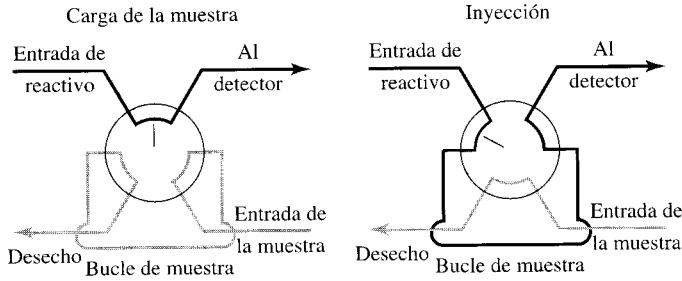 Carga de la muestra
Entrada de
reactivo
Al
detector
Desecho
Bucle de muestra
Entrada de
la muestra
Inyección
Entrada de
reactivo
Al
detector
Desecho
Bucle de muestra
Entrada de
la muestra